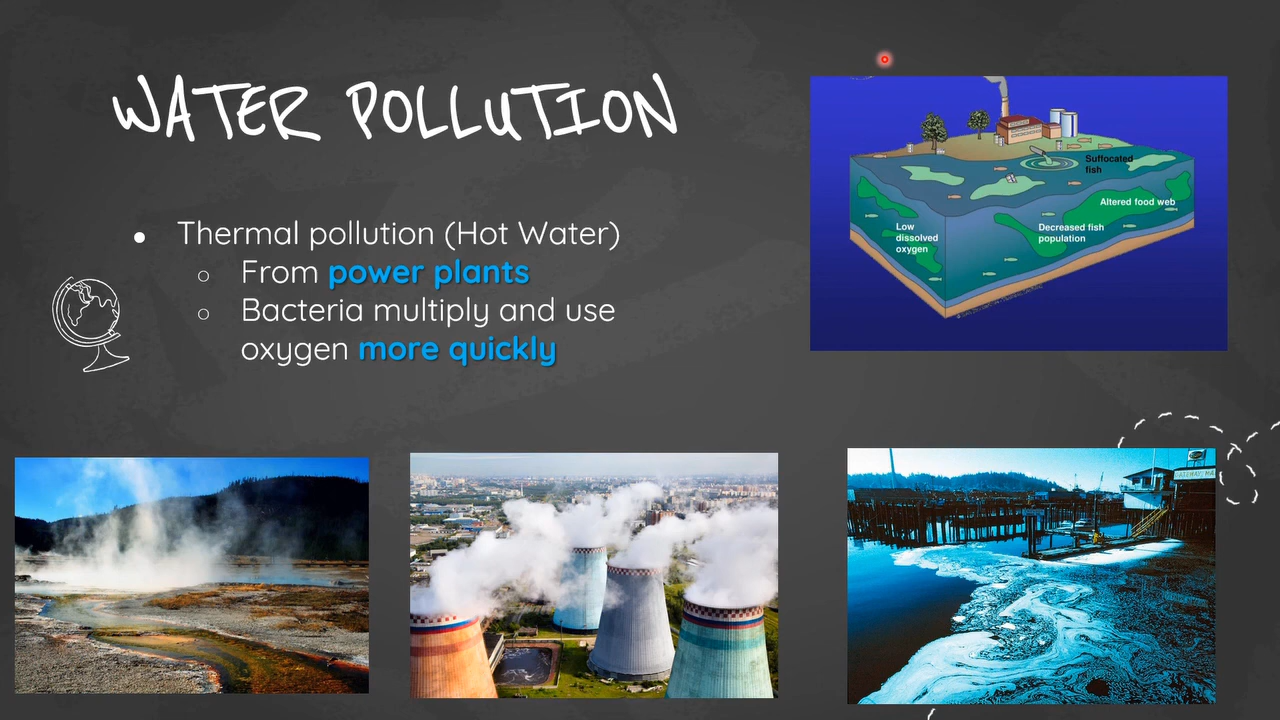 WATER POLLUTION
● Thermal pollution (Hot Water)
○ From power plants
○ Bacteria multiply and use
oxygen more quickly
Suffocated
fish
Altered food web
Low
dissolved
oxygen
Decreased fish
population